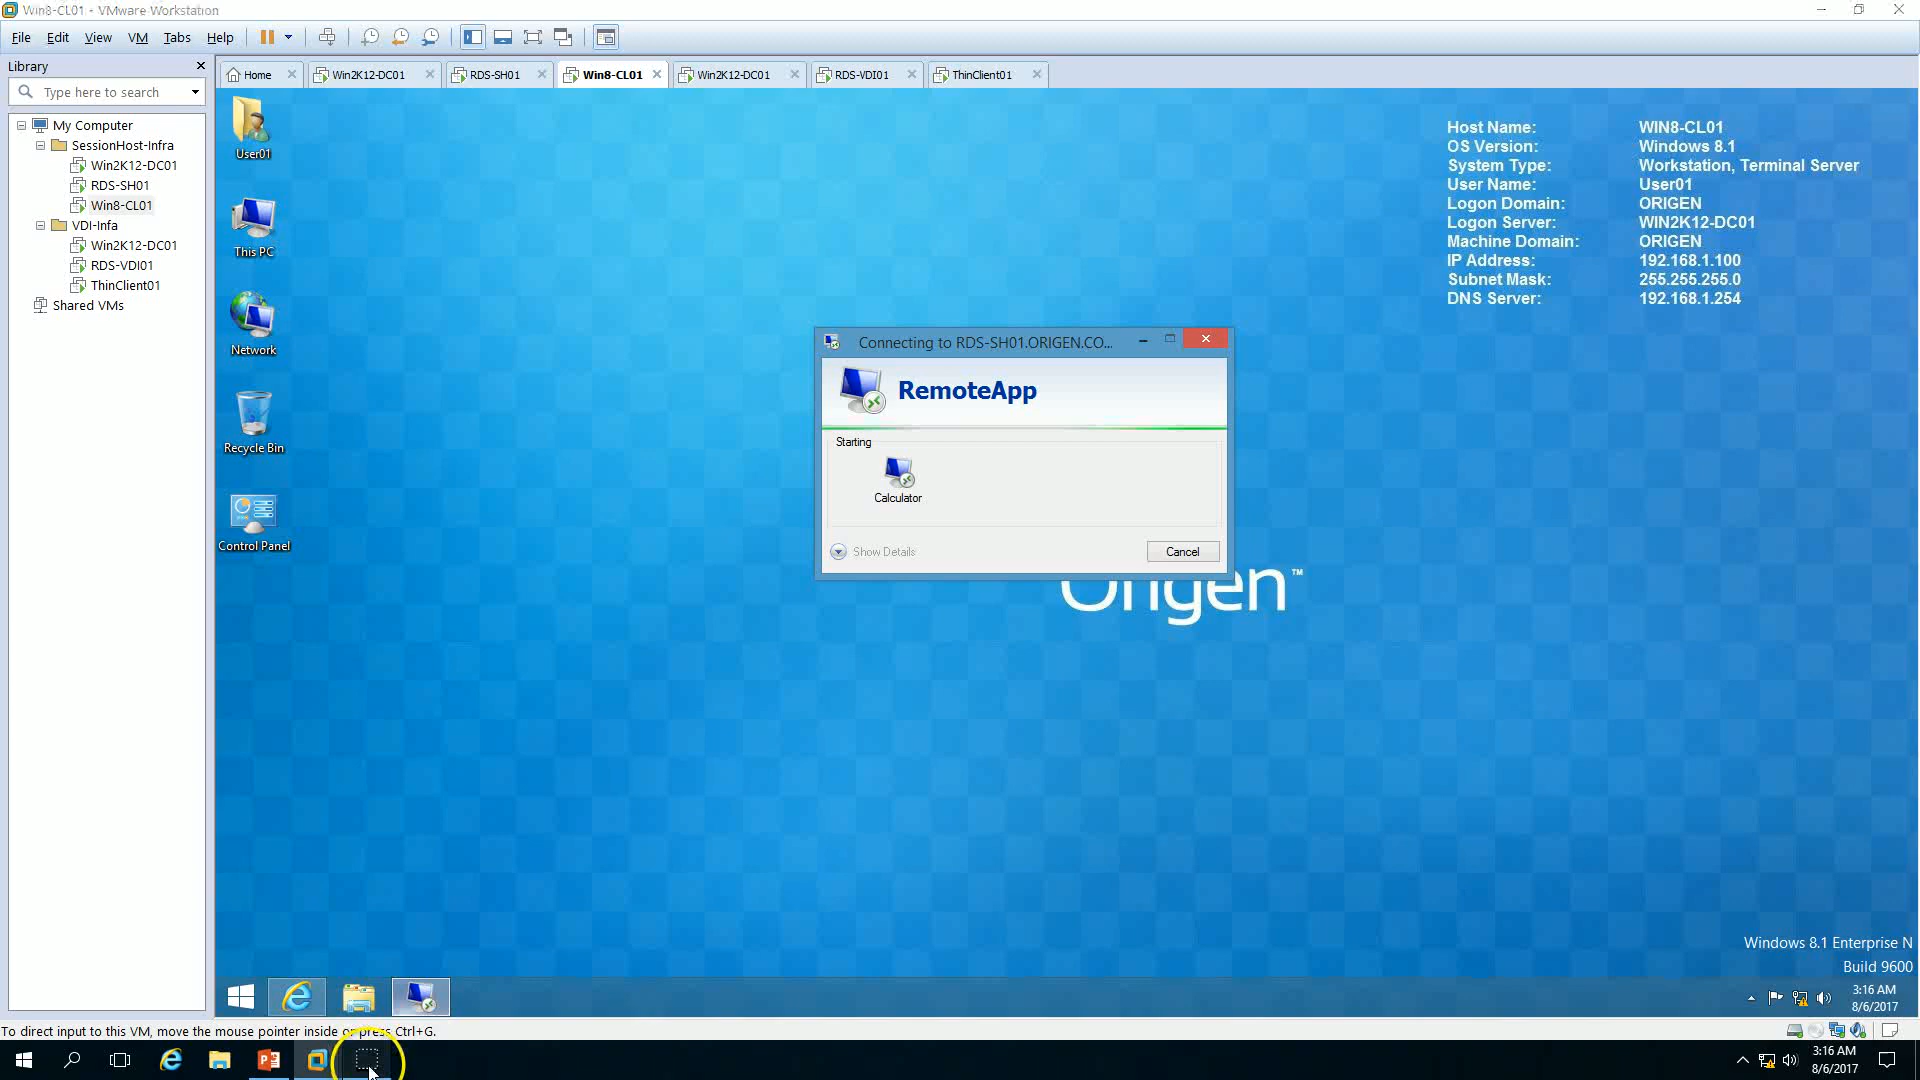 Win8-CL01 - VMware Workstation
File Edit View VM Tabs Help
Library
Type here to search
My Computer
SessionHost-Infra
Win2K12-DC01
RDS-SH01
Win8-CL01
VDI-Infa
Win2K12-DC01
RDS-VDI01
ThinClient01
Shared VMs
Home Win2K12-DC01 RDS-SH01 Win8-CL01 Win2K12-DC01 RDS-VDI01 ThinClient01
User01
This PC
Network
Recycle Bin
Control Panel
Host Name: WIN8-CL01
OS Version: Windows 8.1
System Type: Workstation, Terminal Server
User Name: User01
Logon Domain: ORIGEN
Logon Server: WIN2K12-DC01
Machine Domain: ORIGEN
IP Address: 192.168.1.100
Subnet Mask: 255.255.255.0
DNS Server: 192.168.1.254
Connecting to RDS-SH01.ORIGEN.CO...
RemoteApp
Starting
Calculator
Show Details
Cancel
Origen™
Windows 8.1 Enterprise N
Build 9600
3:16 AM
8/6/2017
To direct input to this VM, move the mouse pointer inside or press Ctrl+G.
3:16 AM
8/6/2017